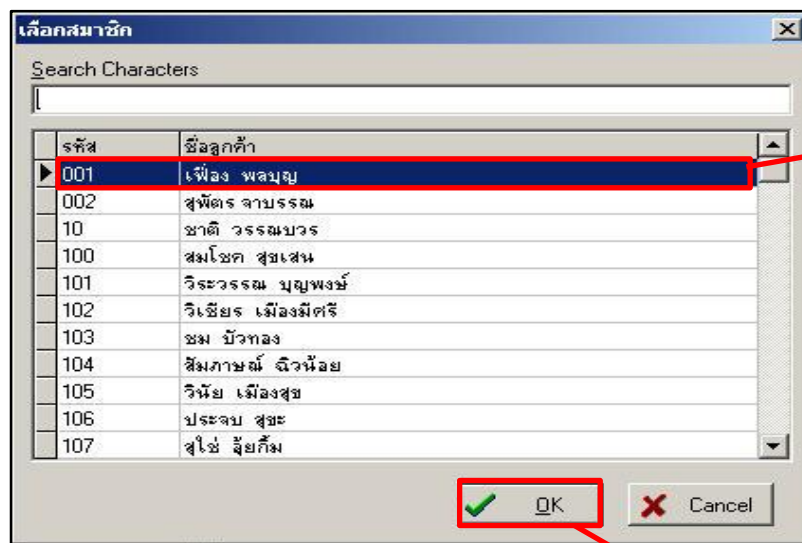 เลือกสมาชิก
Search Characters
รหัส ชื่อลูกค้า
001 เฟื่อง พลบุญ
002 สุพัตร จาบรรณ
10 ชาติ วรรณบวร
100 สมโชค สุขเสน
101 วิระวรรณ บุญพงษ์
102 วิเชียร เมืองมีศรี
103 ชม บัวทอง
104 สัมภาษณ์ ฉิวน้อย
105 วินัย เมืองสุข
106 ประจบ สุขะ
107 สุใช่ อุ้ยกิ้ม
OK Cancel